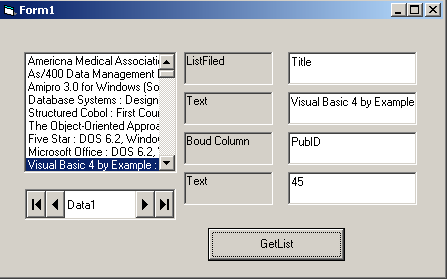 Form1
Americna Medical Associati
As/400 Data Management
Amipro 3.0 for Windows (So
Database Systems : Design
Structured Cobol : First Cour
The Object-Oriented Approa
Five Star : DOS 6.2, Window
Microsoft Office : DOS 6.2,
Visual Basic 4 by Example :
Data1
ListFiled
Title
Text
Visual Basic 4 by Example
Boud Column
PubID
Text
45
GetList